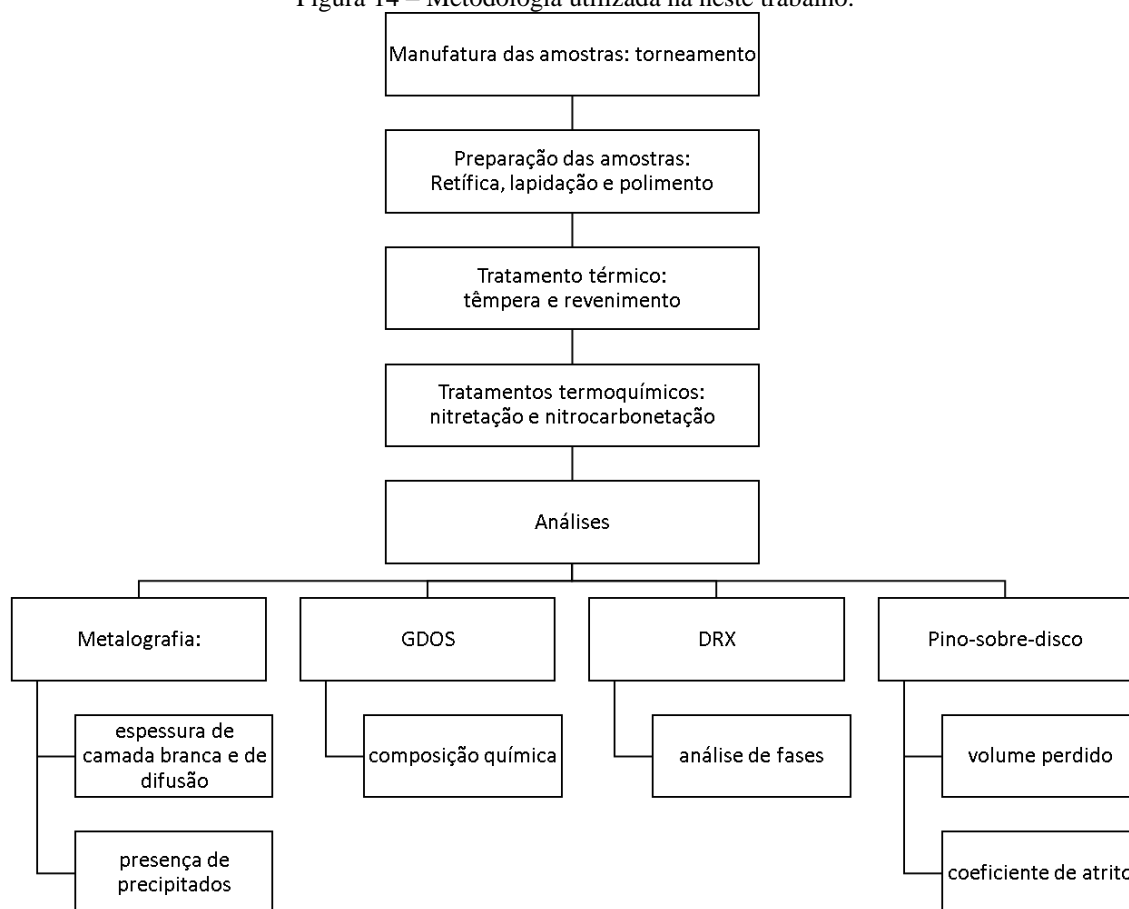 Figura 14 – Metodologia utilizada na neste trabalho.
Manufatura das amostras: torneamento
Preparação das amostras:
Retífica, lapidação e polimento
Tratamento térmico:
têmpera e revenimento
Tratamentos termoquímicos:
nitretação e nitrocarbonetação
Análises
Metalografia:
GDOS
DRX
Pino-sobre-disco
espessura de
camada branca e de
difusão
composição química
análise de fases
volume perdido
presença de
precipitados
coeficiente de atrito